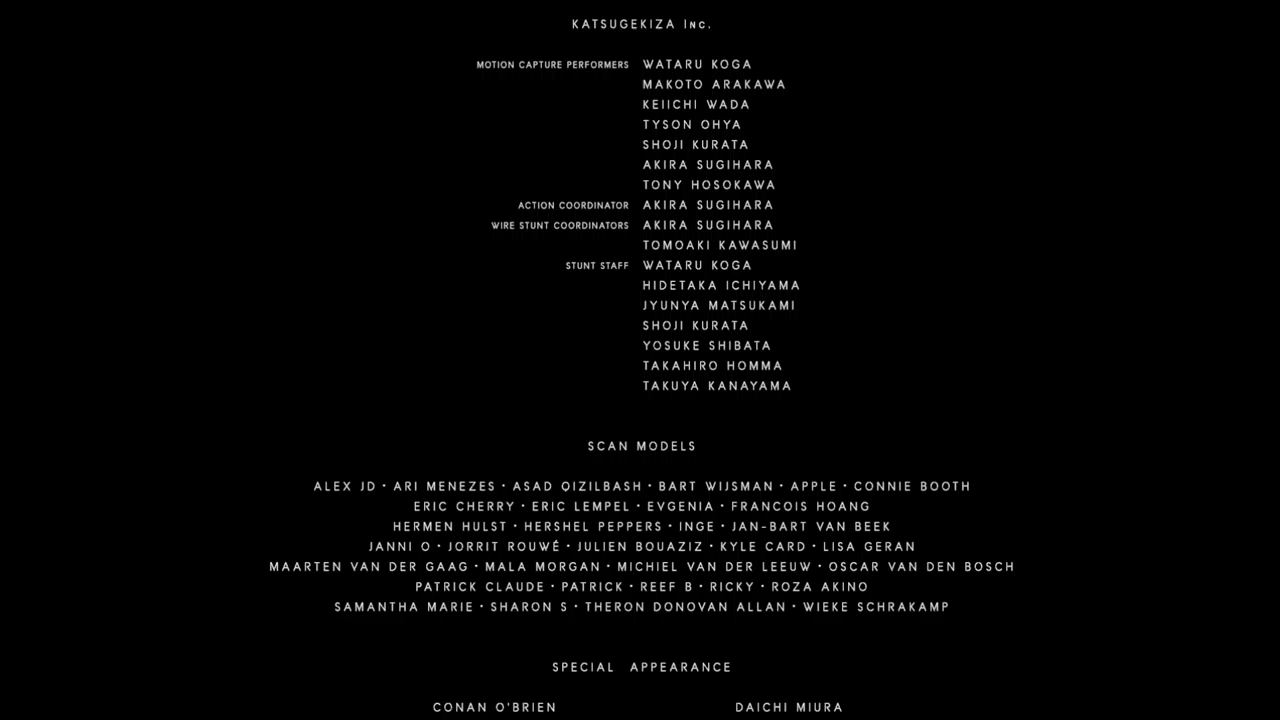 KATSUGEKIZA Inc.
MOTION CAPTURE PERFORMERS WATARU KOGA
MAKOTO ARAKAWA
KEIICHI WADA
TYSON OHYA
SHOJI KURATA
AKIRA SUGIHARA
TONY HOSOKAWA
ACTION COORDINATOR AKIRA SUGIHARA
WIRE STUNT COORDINATORS AKIRA SUGIHARA
TOMOAKI KAWASUMI
STUNT STAFF WATARU KOGA
HIDETAKA ICHIYAMA
JYUNYA MATSUKAMI
SHOJI KURATA
YOSUKE SHIBATA
TAKAHIRO HOMMA
TAKUYA KANAYAMA
SCAN MODELS
ALEX JD · ARI MENEZES · ASAD QIZILBASH · BART WIJSMAN · APPLE · CONNIE BOOTH
ERIC CHERRY · ERIC LEMPEL · EVGENIA · FRANCOIS HOANG
HERMEN HULST · HERSHEL PEPPERS · INGE · JAN-BART VAN BEEK
JANNI O · JORRIT ROUWÉ · JULIEN BOUAZIZ · KYLE CARD · LISA GERAN
MAARTEN VAN DER GAAG · MALA MORGAN · MICHIEL VAN DER LEEUW · OSCAR VAN DEN BOSCH
PATRICK CLAUDE · PATRICK · REEF B · RICKY · ROZA AKINO
SAMANTHA MARIE · SHARON S · THERON DONOVAN ALLAN · WIEKE SCHRAKAMP
SPECIAL APPEARANCE
CONAN O'BRIEN DAICHI MIURA